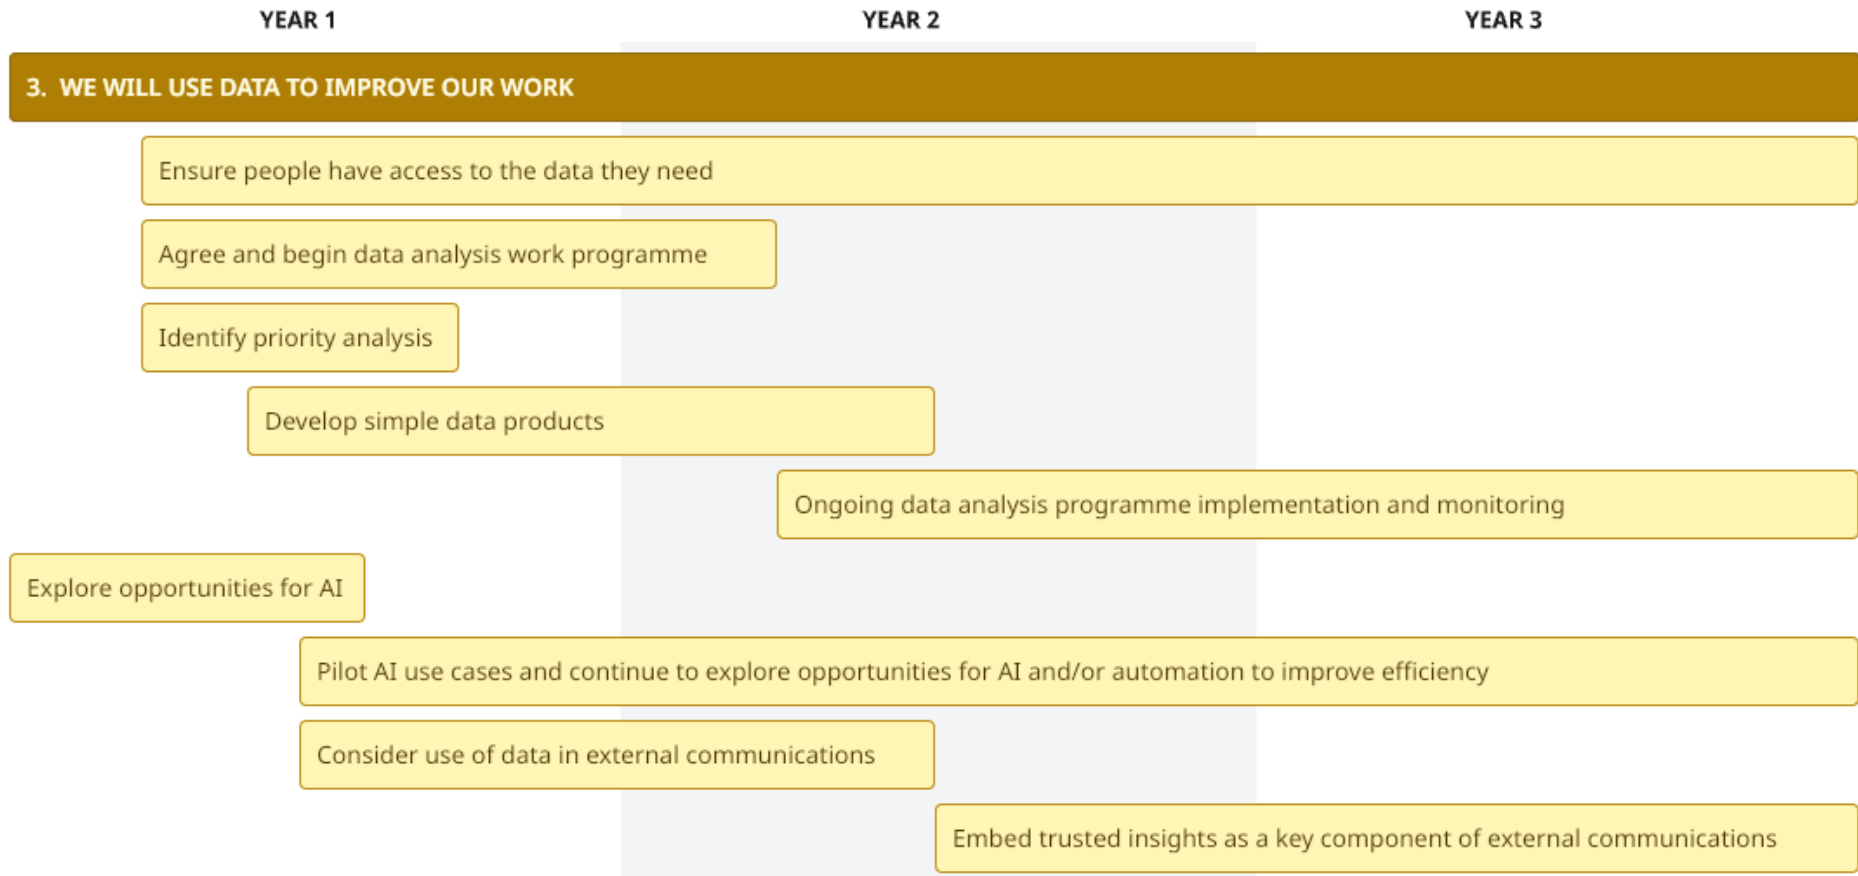 YEAR 1 YEAR 2 YEAR 3
3. WE WILL USE DATA TO IMPROVE OUR WORK
Ensure people have access to the data they need
Agree and begin data analysis work programme
Identify priority analysis
Develop simple data products
Ongoing data analysis programme implementation and monitoring
Explore opportunities for AI
Pilot AI use cases and continue to explore opportunities for AI and/or automation to improve efficiency
Consider use of data in external communications
Embed trusted insights as a key component of external communications